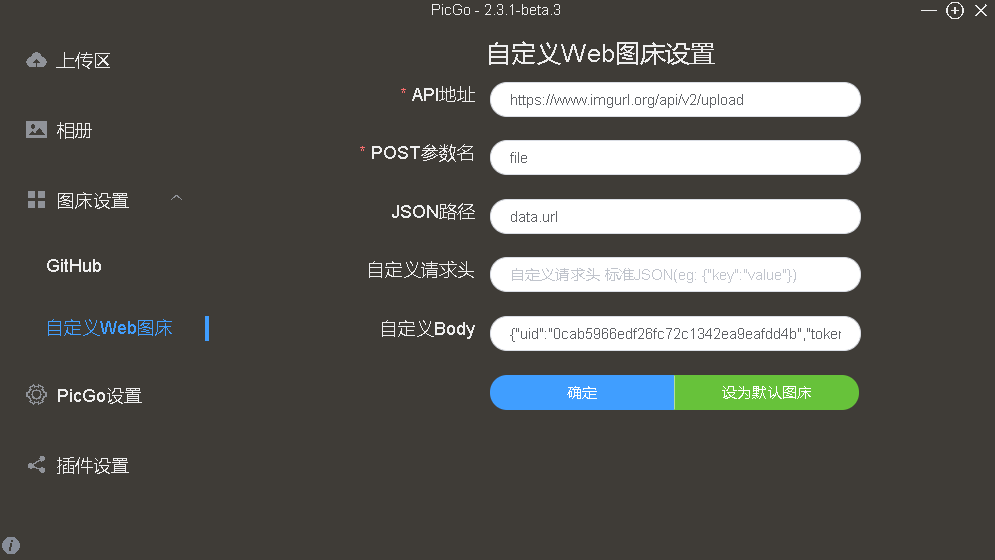 PicGo - 2.3.1-beta.3
上传区
相册
图床设置
GitHub
自定义Web图床
PicGo设置
插件设置
自定义Web图床设置
* API地址
https://www.imgurl.org/api/v2/upload
* POST参数名
file
JSON路径
data.url
自定义请求头
自定义请求头 标准JSON(eg: {"key":"value"})
自定义Body
{"uid":"0cab5966edf26fc72c1342ea9eafdd4b","token
确定
设为默认图床